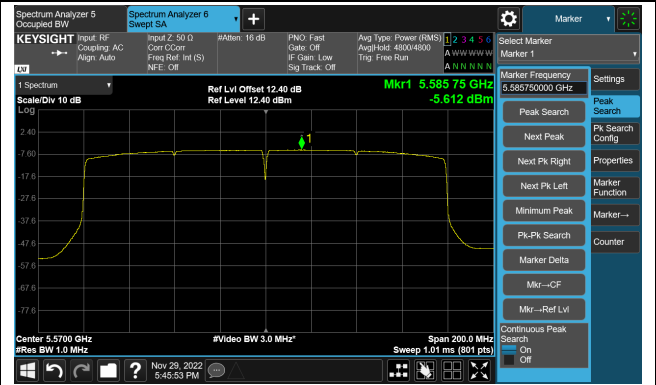 Spectrum Analyzer 5
Occupied BW
Spectrum Analyzer 6
Swept SA
Marker
KEYSIGHT
Input: RF
Coupling: AC
Align: Auto
Input Z: 50 Ω
Corr CCorr
Freq Ref: Int (S)
NFE: Off
#Atten: 16 dB
PNO: Fast
Gate: Off
IF Gain: Low
Sig Track: Off
Avg Type: Power (RMS)
Avg|Hold: 4800/4800
Trig: Free Run
1 2 3 4 5 6
A W W W W W
A N N N N N
LXI
Select Marker
Marker 1
1 Spectrum
Scale/Div 10 dB
Log
Ref Lvl Offset 12.40 dB
Ref Level 12.40 dBm
Mkr1 5.585 75 GHz
-5.612 dBm
1
2.40
-7.60
-17.6
-27.6
-37.6
-47.6
-57.6
-67.6
-77.6
Center 5.5700 GHz
#Res BW 1.0 MHz
#Video BW 3.0 MHz*
Span 200.0 MHz
Sweep 1.01 ms (801 pts)
Marker Frequency
5.585750000 GHz
Peak Search
Next Peak
Next Pk Right
Next Pk Left
Minimum Peak
Pk-Pk Search
Marker Delta
Mkr→CF
Mkr→Ref Lvl
Continuous Peak
Search
On
Off
Settings
Peak
Search
Pk Search
Config
Properties
Marker
Function
Marker→
Counter
Nov 29, 2022
5:45:53 PM